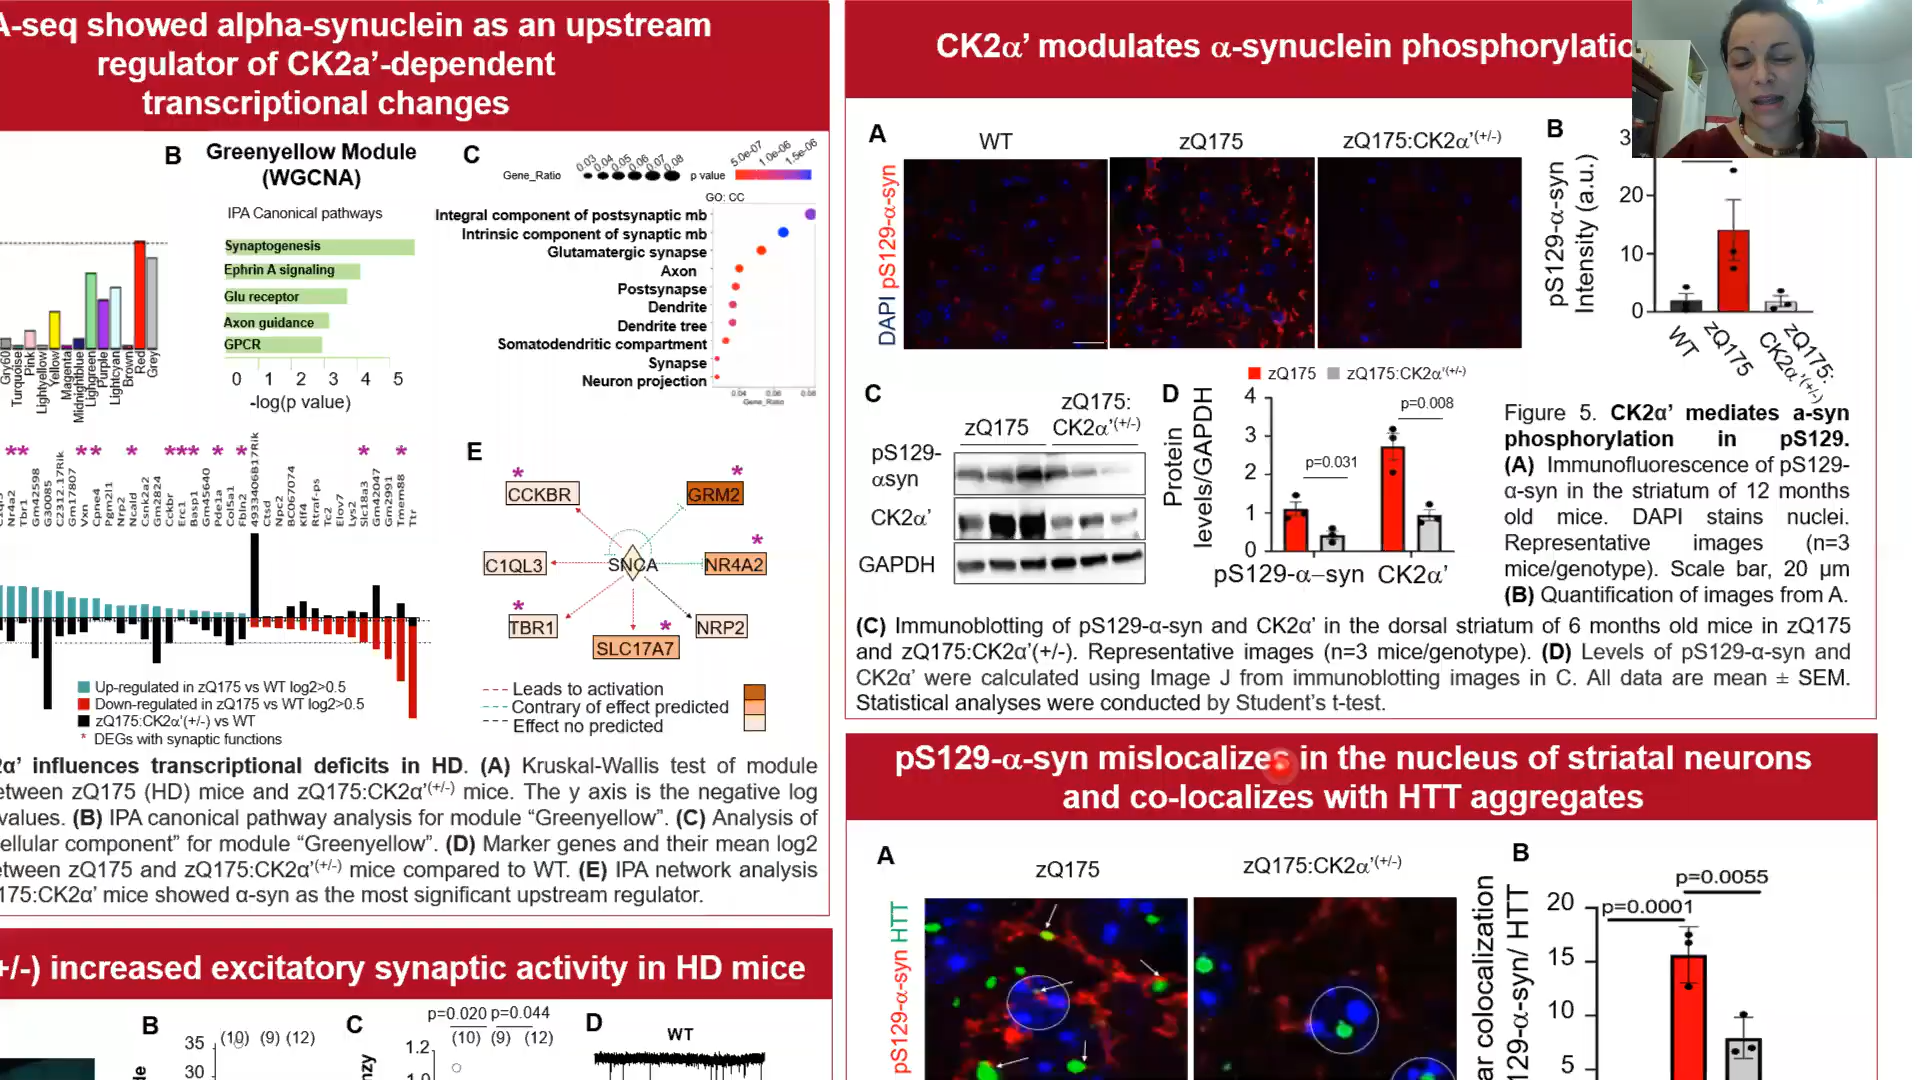 A-seq showed alpha-synuclein as an upstream
regulator of CK2a'-dependent
transcriptional changes
B
Greenyellow Module
(WGCNA)
IPA Canonical pathways
Synaptogenesis
Ephrin A signaling
Glu receptor
Axon guidance
GPCR
0 1 2 3 4 5
-log(p value)
Gry60
Turquoise
Pink
Lightyellow
Yellow
Magenta
Midnightblue
Lighgreen
Purple
Lightcyan
Brown
Red
Grey
C
Gene_Ratio
0.03 0.04 0.05 0.06 0.07 0.08
p value
5.0e-07 1.0e-06 1.5e-06
GO: CC
Integral component of postsynaptic mb
Intrinsic component of synaptic mb
Glutamergic synapse
Axon
Postsynapse
Dendrite
Dendrite tree
Somatodendritic compartment
Synapse
Neuron projection
0.04 0.06 0.08
Gene_Ratio
* * * * * * * * * * * *
Nr4a2
Tbr1
Gm42598
G30085
C2312.17Rik
Gm17807
Vxn
Cpne4
Pgm2l1
Nrp2
Ncald
Csnk2a2
Gm2824
Cckbr
Erc1
Basp1
Gm45640
Pde1a
Col5a1
Fbln2
4933406B17Rik
Ctsd
Npc2
BC067074
Klf4
Rtraf-ps
Tc2
Elov7
Lys2
Slc18a3
Gm42047
Gm2991
Tmem88
Ttr
Up-regulated in zQ175 vs WT log2>0.5
Down-regulated in zQ175 vs WT log2>0.5
zQ175:CK2α'(+/-) vs WT
* DEGs with synaptic functions
E
CCKBR
GRM2
C1QL3
SNCA
NR4A2
TBR1
SLC17A7
NRP2
Leads to activation
Contrary of effect predicted
Effect no predicted
2α' influences transcriptional deficits in HD. (A) Kruskal-Wallis test of module
etween zQ175 (HD) mice and zQ175:CK2α'(+/-) mice. The y axis is the negative log
values. (B) IPA canonical pathway analysis for module “Greenyellow”. (C) Analysis of
ellular component” for module “Greenyellow”. (D) Marker genes and their mean log2
etween zQ175 and zQ175:CK2α'(+/-) mice compared to WT. (E) IPA network analysis
175:CK2α' mice showed α-syn as the most significant upstream regulator.
+/-) increased excitatory synaptic activity in HD mice
B
35
30
(10) (9) (12)
C
p=0.020 p=0.044
(10) (9) (12)
1.2
1.0
D
WT
CK2α' modulates α-synuclein phosphorylatio
A
WT
zQ175
zQ175:CK2α'(+/-)
DAPI pS129-α-syn
B
pS129-α-syn
Intensity (a.u.)
3
20
10
0
WT
zQ175
zQ175:
CK2α'(+/-)
C
zQ175
zQ175:
CK2α'(+/-)
pS129-
αsyn
CK2α'
GAPDH
D
zQ175 zQ175:CK2α'(+/-)
Protein
levels/GAPDH
4
3
2
1
0
p=0.031
p=0.008
pS129-α-syn CK2α'
Figure 5. CK2α' mediates a-syn
phosphorylation in pS129.
(A) Immunofluorescence of pS129-
α-syn in the striatum of 12 months
old mice. DAPI stains nuclei.
Representative images (n=3
mice/genotype). Scale bar, 20 µm
(B) Quantification of images from A.
(C) Immunoblotting of pS129-α-syn and CK2α' in the dorsal striatum of 6 months old mice in zQ175
and zQ175:CK2α'(+/-). Representative images (n=3 mice/genotype). (D) Levels of pS129-α-syn and
CK2α' were calculated using Image J from immunoblotting images in C. All data are mean ± SEM.
Statistical analyses were conducted by Student's t-test.
pS129-α-syn mislocalizes in the nucleus of striatal neurons
and co-localizes with HTT aggregates
A
zQ175
zQ175:CK2α'(+/-)
pS129-α-syn HTT
B
ar colocalization
129-α-syn/ HTT
20
15
10
5
p=0.0001
p=0.0055